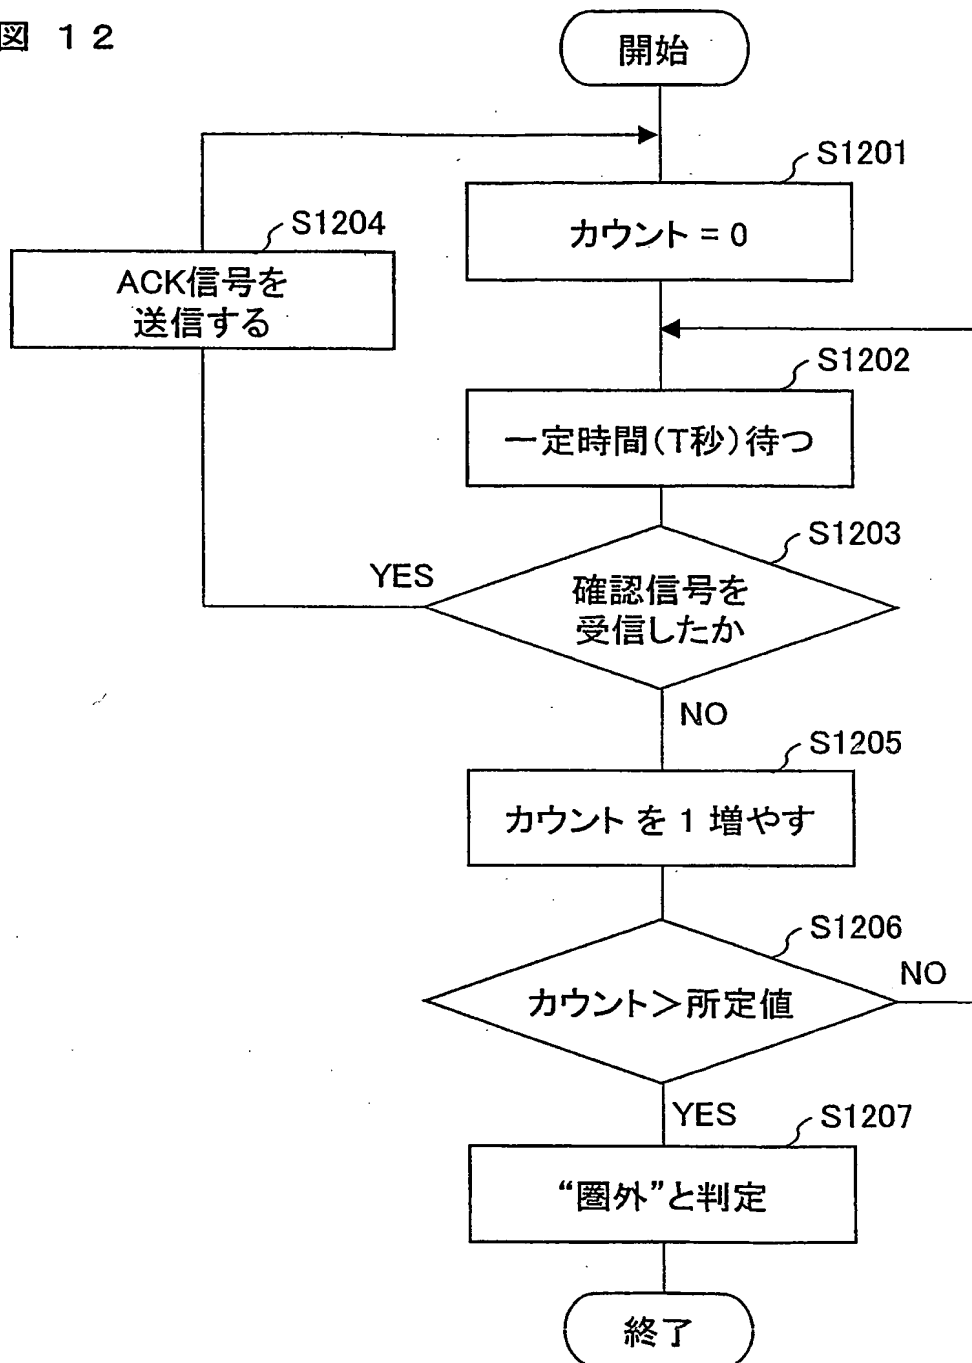 図 12
開始
S1201
カウント = 0
S1204
ACK信号を
送信する
S1202
一定時間(T秒)待つ
S1203
YES
確認信号を
受信したか
NO
S1205
カウント を 1 増やす
S1206
カウント＞所定値
NO
YES
S1207
“圏外”と判定
終了